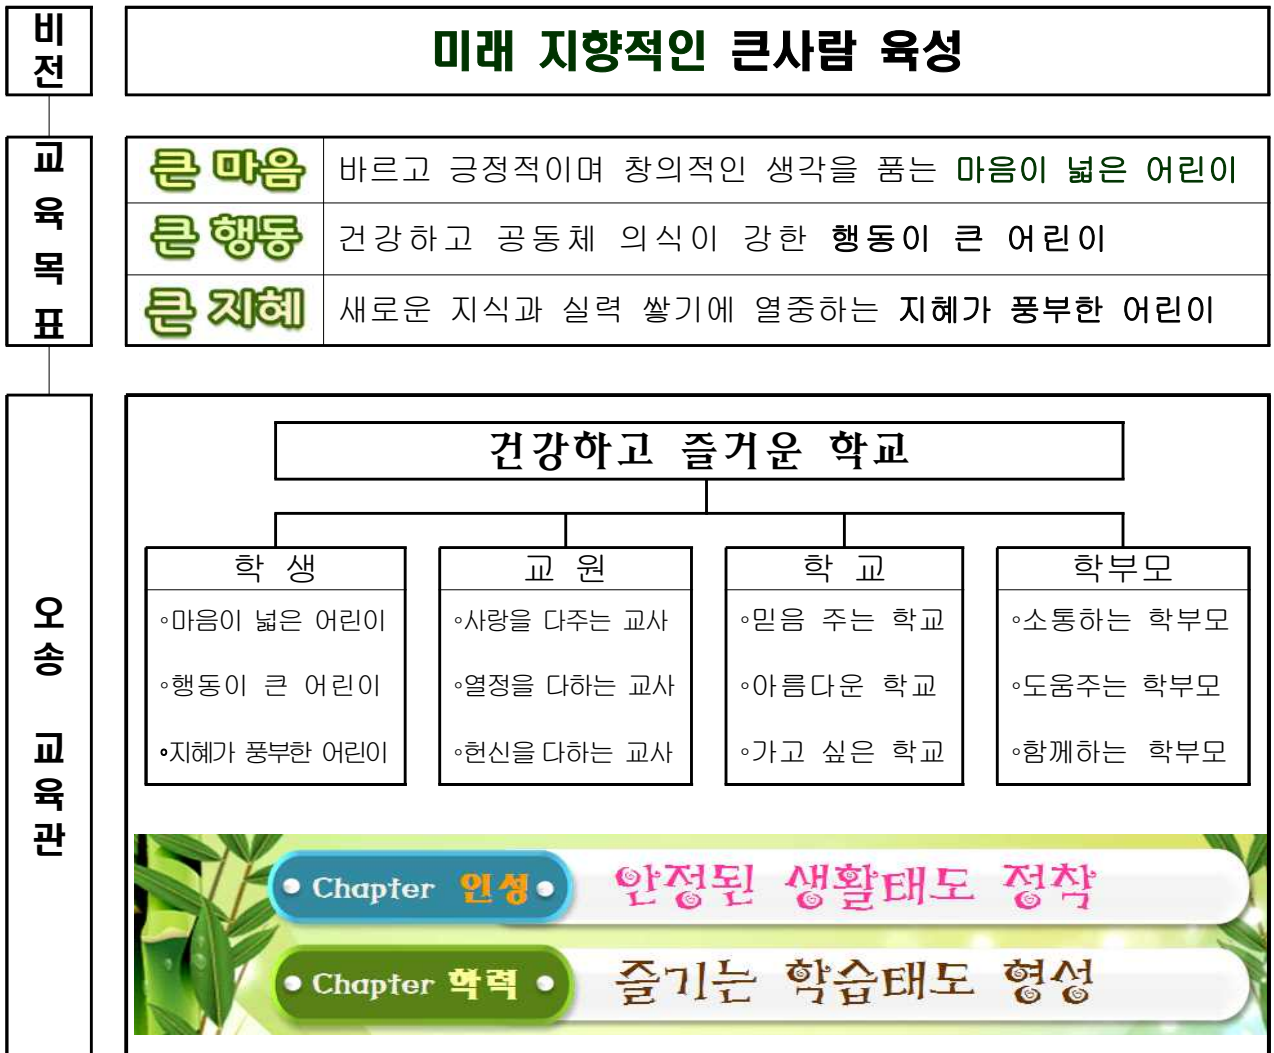 비전
미래 지향적인 큰사람 육성
교육목표
큰 마음 바르고 긍정적이며 창의적인 생각을 품는 마음이 넓은 어린이
큰 행동 건강하고 공동체 의식이 강한 행동이 큰 어린이
큰 지혜 새로운 지식과 실력 쌓기에 열중하는 지혜가 풍부한 어린이
오송 교육관
건강하고 즐거운 학교
학 생
◦마음이 넓은 어린이
◦행동이 큰 어린이
◦지혜가 풍부한 어린이
교 원
◦사랑을 다주는 교사
◦열정을 다하는 교사
◦헌신을 다하는 교사
학 교
◦믿음 주는 학교
◦아름다운 학교
◦가고 싶은 학교
학부모
◦소통하는 학부모
◦도움주는 학부모
◦함께하는 학부모
Chapter 인성 안정된 생활태도 정착
Chapter 학력 즐기는 학습태도 형성